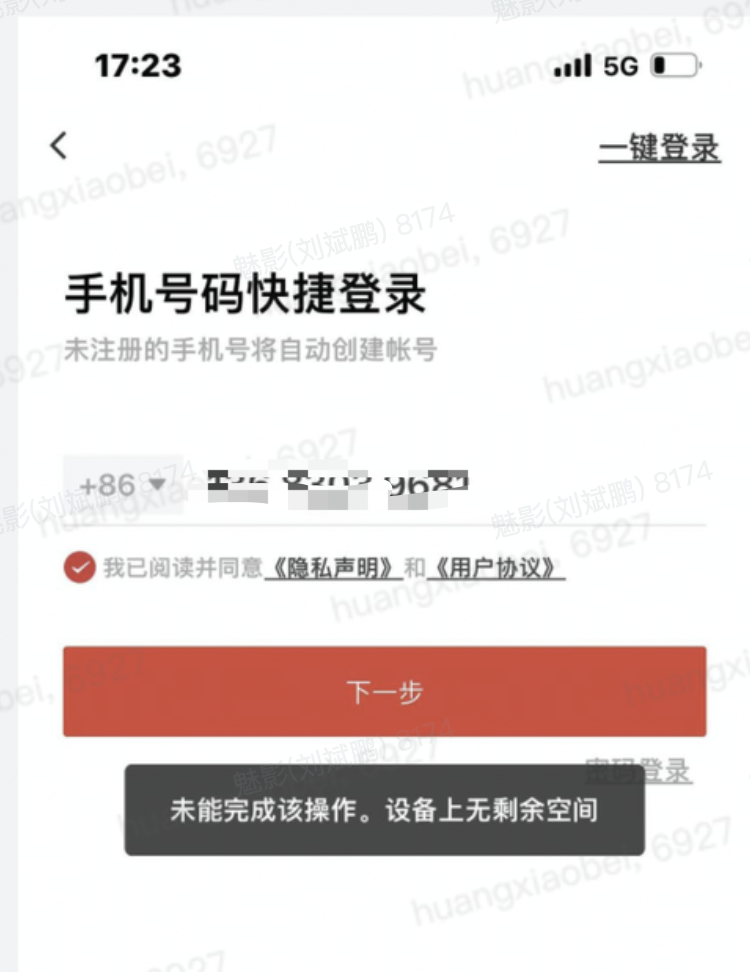 17:23
5G
一键登录
手机号码快捷登录
未注册的手机号将自动创建帐号
+86
我已阅读并同意《隐私声明》和《用户协议》
下一步
密码登录
未能完成该操作。设备上无剩余空间
huangxiaobei, 6927
魅影(刘斌鹏) 8174